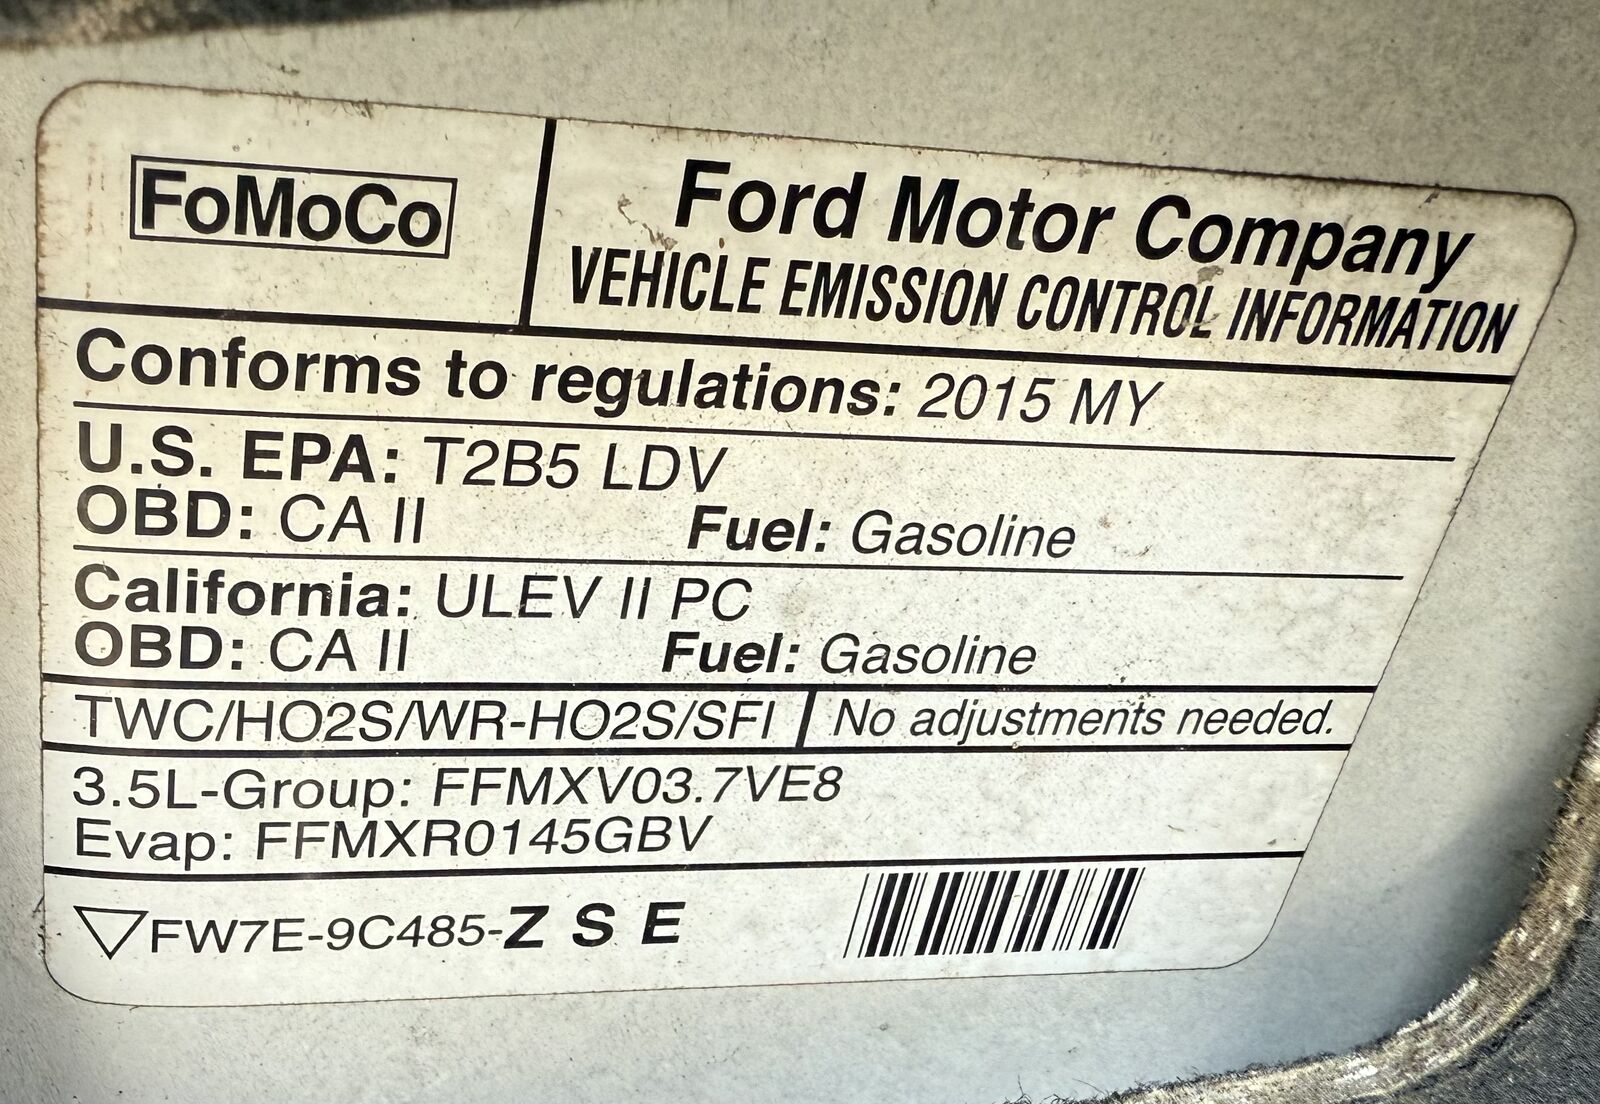 FoMoCo
Ford Motor Company
VEHICLE EMISSION CONTROL INFORMATION
Conforms to regulations: 2015 MY
U.S. EPA: T2B5 LDV
OBD: CA II Fuel: Gasoline
California: ULEV II PC
OBD: CA II Fuel: Gasoline
TWC/HO2S/WR-HO2S/SFI No adjustments needed.
3.5L-Group: FFMXV03.7VE8
Evap: FFMXR0145GBV
FW7E-9C485-Z S E